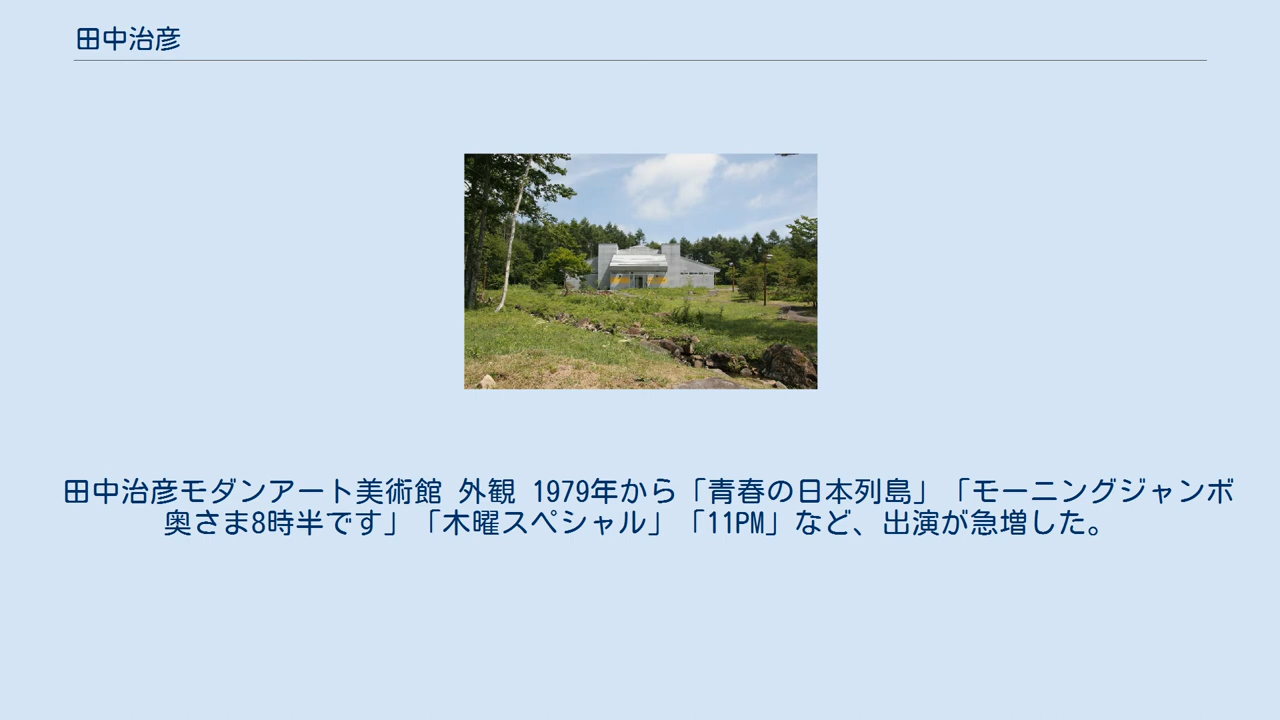 田中治彦
田中治彦モダンアート美術館 外観 1979年から「青春の日本列島」「モーニングジャンボ
奥さま8時半です」「木曜スペシャル」「11PM」など、出演が急増した。